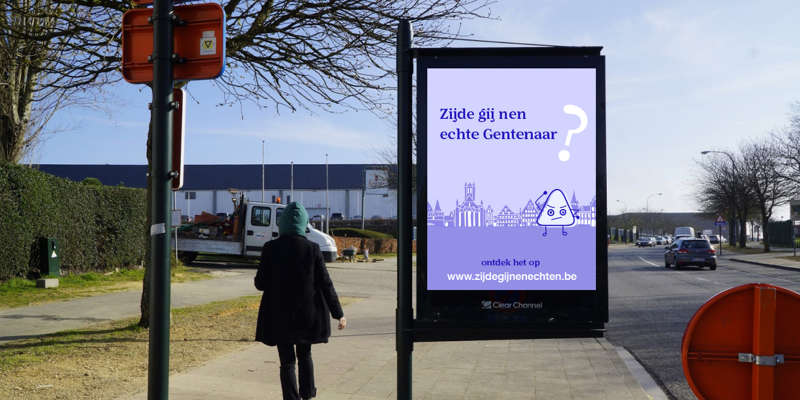 Zijde gij nen
echte Gentenaar
?
ontdek het op
www.zijdegijnenechten.be
Clear Channel